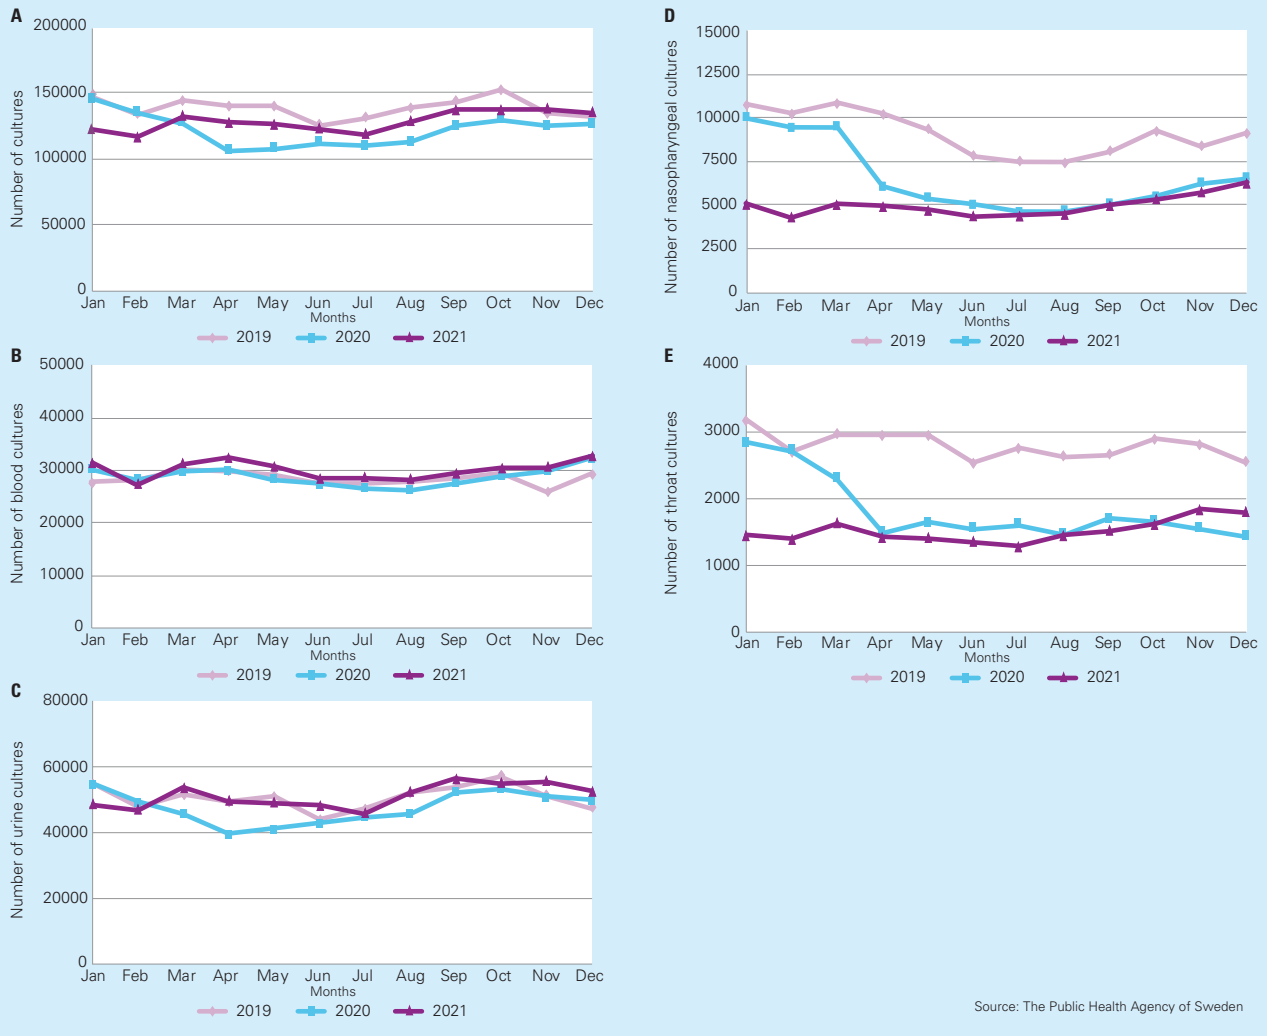 A
Number of cultures
200000
150000
100000
50000
0
Jan Feb Mar Apr May Jun Jul Aug Sep Oct Nov Dec
Months
2019 2020 2021
B
Number of blood cultures
50000
40000
30000
20000
10000
0
Jan Feb Mar Apr May Jun Jul Aug Sep Oct Nov Dec
Months
2019 2020 2021
C
Number of urine cultures
80000
60000
40000
20000
0
Jan Feb Mar Apr May Jun Jul Aug Sep Oct Nov Dec
Months
2019 2020 2021
D
Number of nasopharyngeal cultures
15000
12500
10000
7500
5000
2500
0
Jan Feb Mar Apr May Jun Jul Aug Sep Oct Nov Dec
Months
2019 2020 2021
E
Number of throat cultures
4000
3000
2000
1000
0
Jan Feb Mar Apr May Jun Jul Aug Sep Oct Nov Dec
Months
2019 2020 2021
Source: The Public Health Agency of Sweden